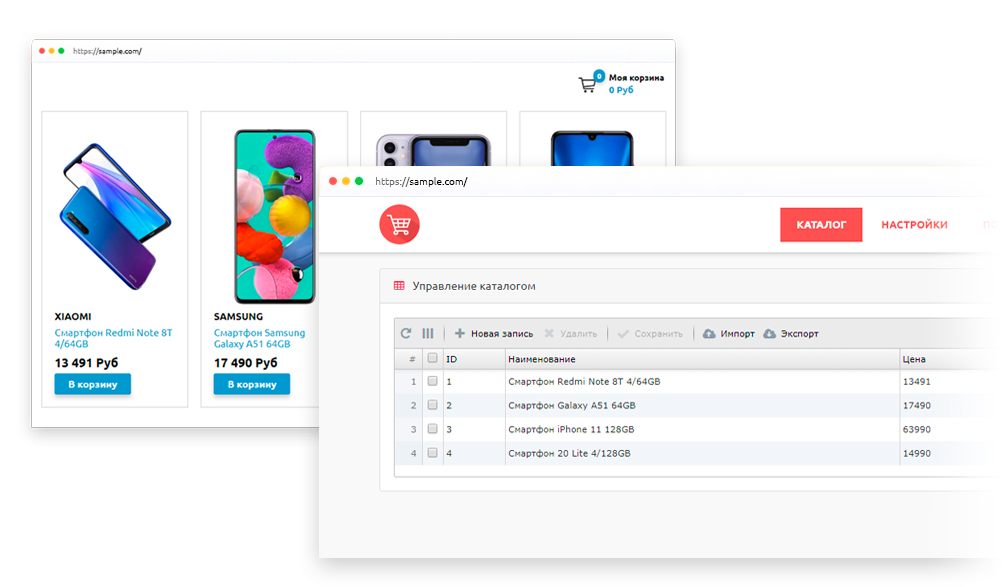 https://sample.com/
0
Моя корзина
0 Руб
XIAOMI
Смартфон Redmi Note 8T
4/64GB
13 491 Руб
В корзину
SAMSUNG
Смартфон Samsung
Galaxy A51 64GB
17 490 Руб
В корзину
https://sample.com/
КАТАЛОГ НАСТРОЙКИ
Управление каталогом
Новая запись Удалить Сохранить Импорт Экспорт
# ID Наименование Цена
1 1 Смартфон Redmi Note 8T 4/64GB 13491
2 2 Смартфон Galaxy A51 64GB 17490
3 3 Смартфон iPhone 11 128GB 63990
4 4 Смартфон 20 Lite 4/128GB 14990